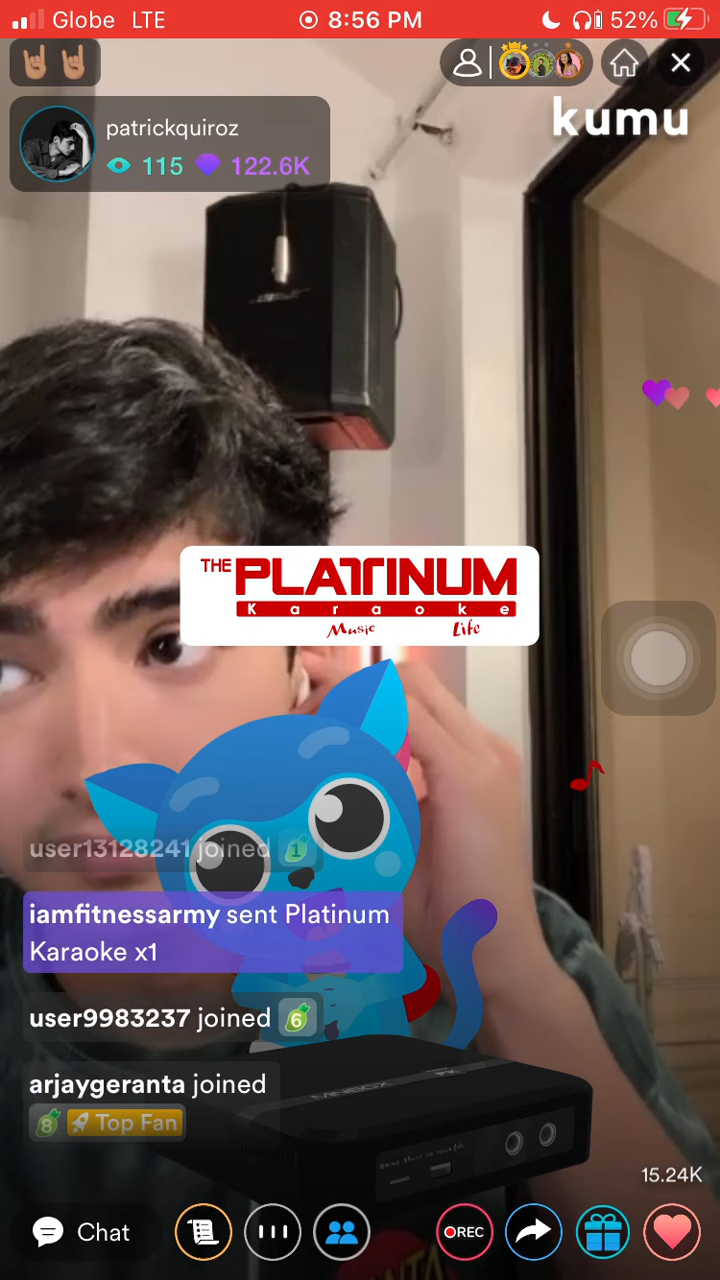 Globe LTE 8:56 PM 52%
patrickquiroz
115 122.6K
kumu
THE PLATINUM
Karaoke
Music Life
user13128241 joined 1
iamfitnessarmy sent Platinum
Karaoke x1
user9983237 joined 6
arjaygeranta joined
8 Top Fan
MINIBOX
15.24K
Chat
REC